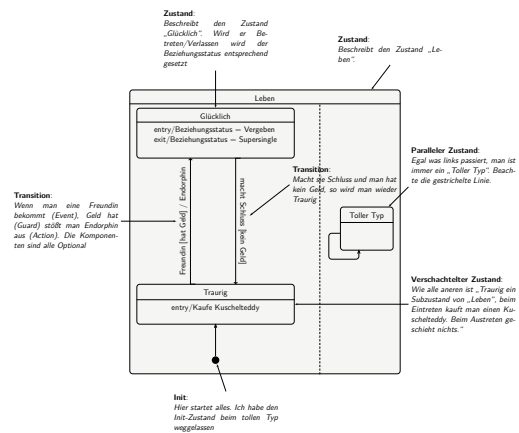 Zustand:
Beschreibt den Zustand
„Glücklich“. Wird er Be-
treten/Verlassen wird der
Beziehungsstatus entsprechend
gesetzt
Zustand:
Beschreibt den Zustand „Le-
ben“.
Leben
Glücklich
entry/Beziehungsstatus = Vergeben
exit/Beziehungsstatus = Supersingle
Paralleler Zustand:
Egal was links passiert, man ist
immer ein „Toller Typ“. Beach-
te die gestrichelte Linie.
Transition:
Macht sie Schluss und man hat
kein Geld, so wird man wieder
Traurig
Transition:
Wenn man eine Freundin
bekommt (Event), Geld hat
(Guard) stößt man Endorphin
aus (Action). Die Komponen-
ten sind alle Optional
Freundin [hat Geld] / Endorphin
macht Schluss [kein Geld]
Toller Typ
Traurig
entry/Kaufe Kuschelteddy
Verschachtelter Zustand:
Wie alle aneren ist „Traurig ein
Subzustand von „Leben“, beim
Eintreten kauft man einen Ku-
schelteddy. Beim Austreten ge-
schieht nichts.“
Init:
Hier startet alles. Ich habe den
Init-Zustand beim tollen Typ
weggelassen